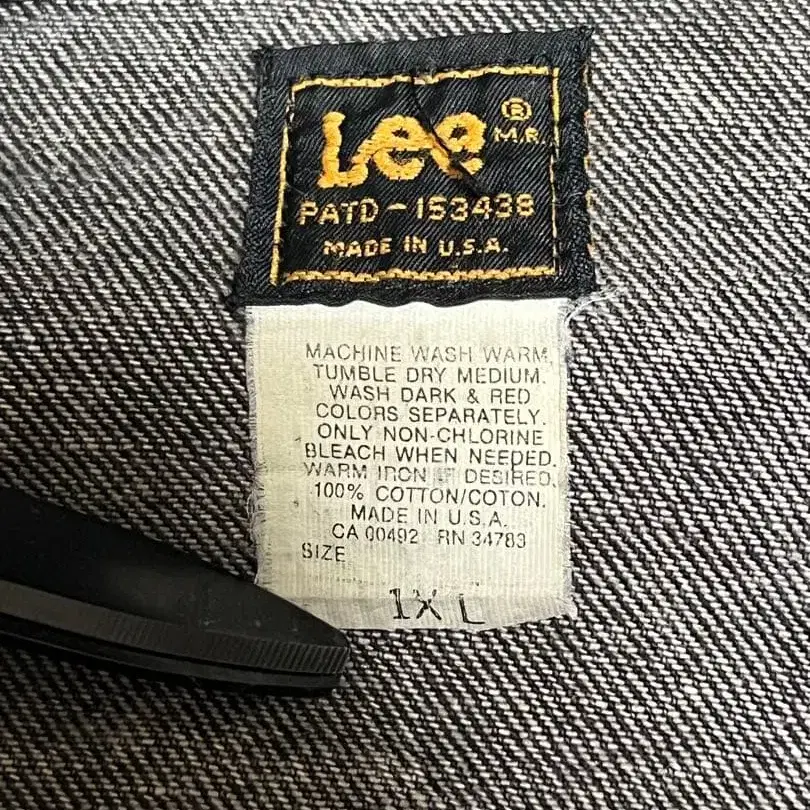 Lee ®
M.R.
PATD-153438
MADE IN U.S.A.
MACHINE WASH WARM.
TUMBLE DRY MEDIUM.
WASH DARK & RED
COLORS SEPARATELY.
ONLY NON-CHLORINE
BLEACH WHEN NEEDED.
WARM IRON IF DESIRED.
100% COTTON/COTON.
MADE IN U.S.A.
CA 00492 RN 34783
SIZE
1XL